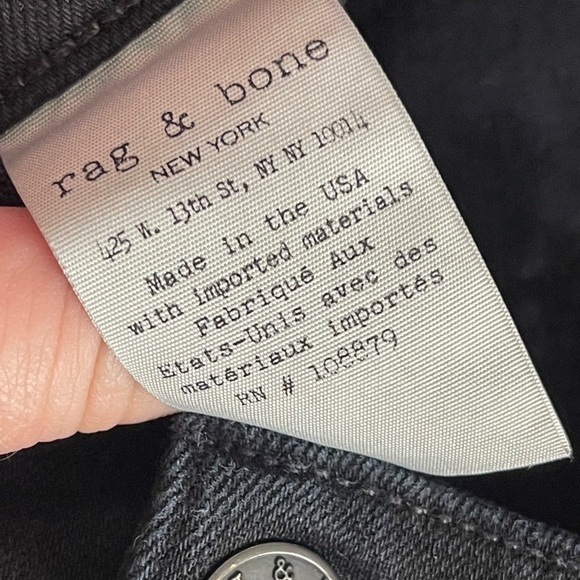 rag & bone
NEW YORK
425 W. 13th St, NY NY 10014
Made in the USA
with imported materials
Fabriqué Aux
Etats-Unis avec des
matériaux importés
RN # 108879
&